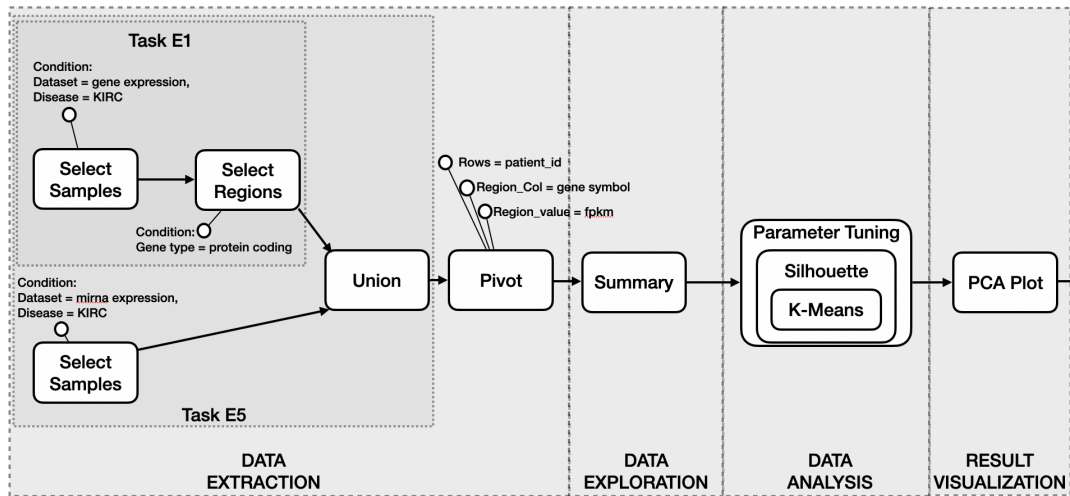 Task E1
Condition:
Dataset = gene expression,
Disease = KIRC
Select
Samples
Select
Regions
Condition:
Gene type = protein coding
Condition:
Dataset = mirna expression,
Disease = KIRC
Select
Samples
Task E5
Union
Rows = patient_id
Region_Col = gene symbol
Region_value = fpkm
Pivot
Summary
Parameter Tuning
Silhouette
K-Means
PCA Plot
DATA
EXTRACTION
DATA
EXPLORATION
DATA
ANALYSIS
RESULT
VISUALIZATION